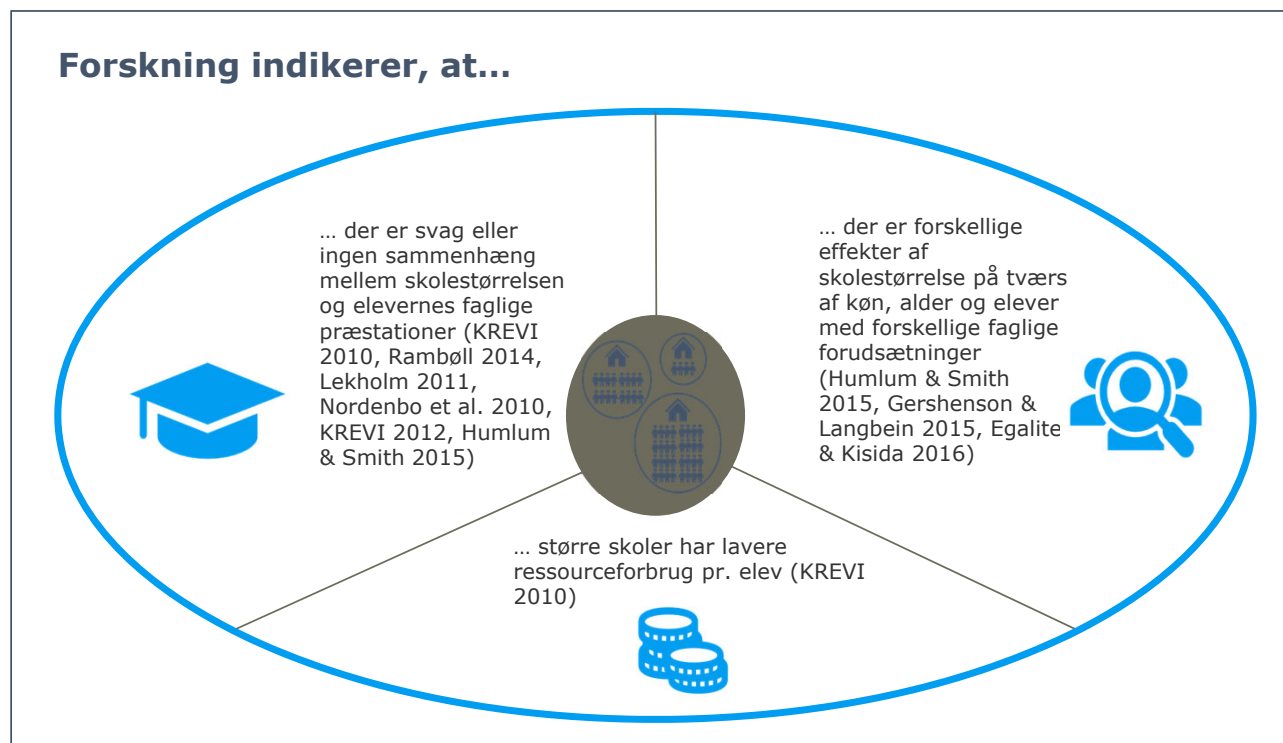 Forskning indikerer, at...
... der er svag eller
ingen sammenhæng
mellem skolestørrelsen
og elevernes faglige
præstationer (KREVI
2010, Rambøll 2014,
Lekholm 2011,
Nordenbo et al. 2010,
KREVI 2012, Humlum
& Smith 2015)
... der er forskellige
effekter af
skolestørrelse på tværs
af køn, alder og elever
med forskellige faglige
forudsætninger
(Humlum & Smith
2015, Gershenson &
Langbein 2015, Egalite
& Kisida 2016)
... større skoler har lavere
ressourceforbrug pr. elev (KREVI
2010)